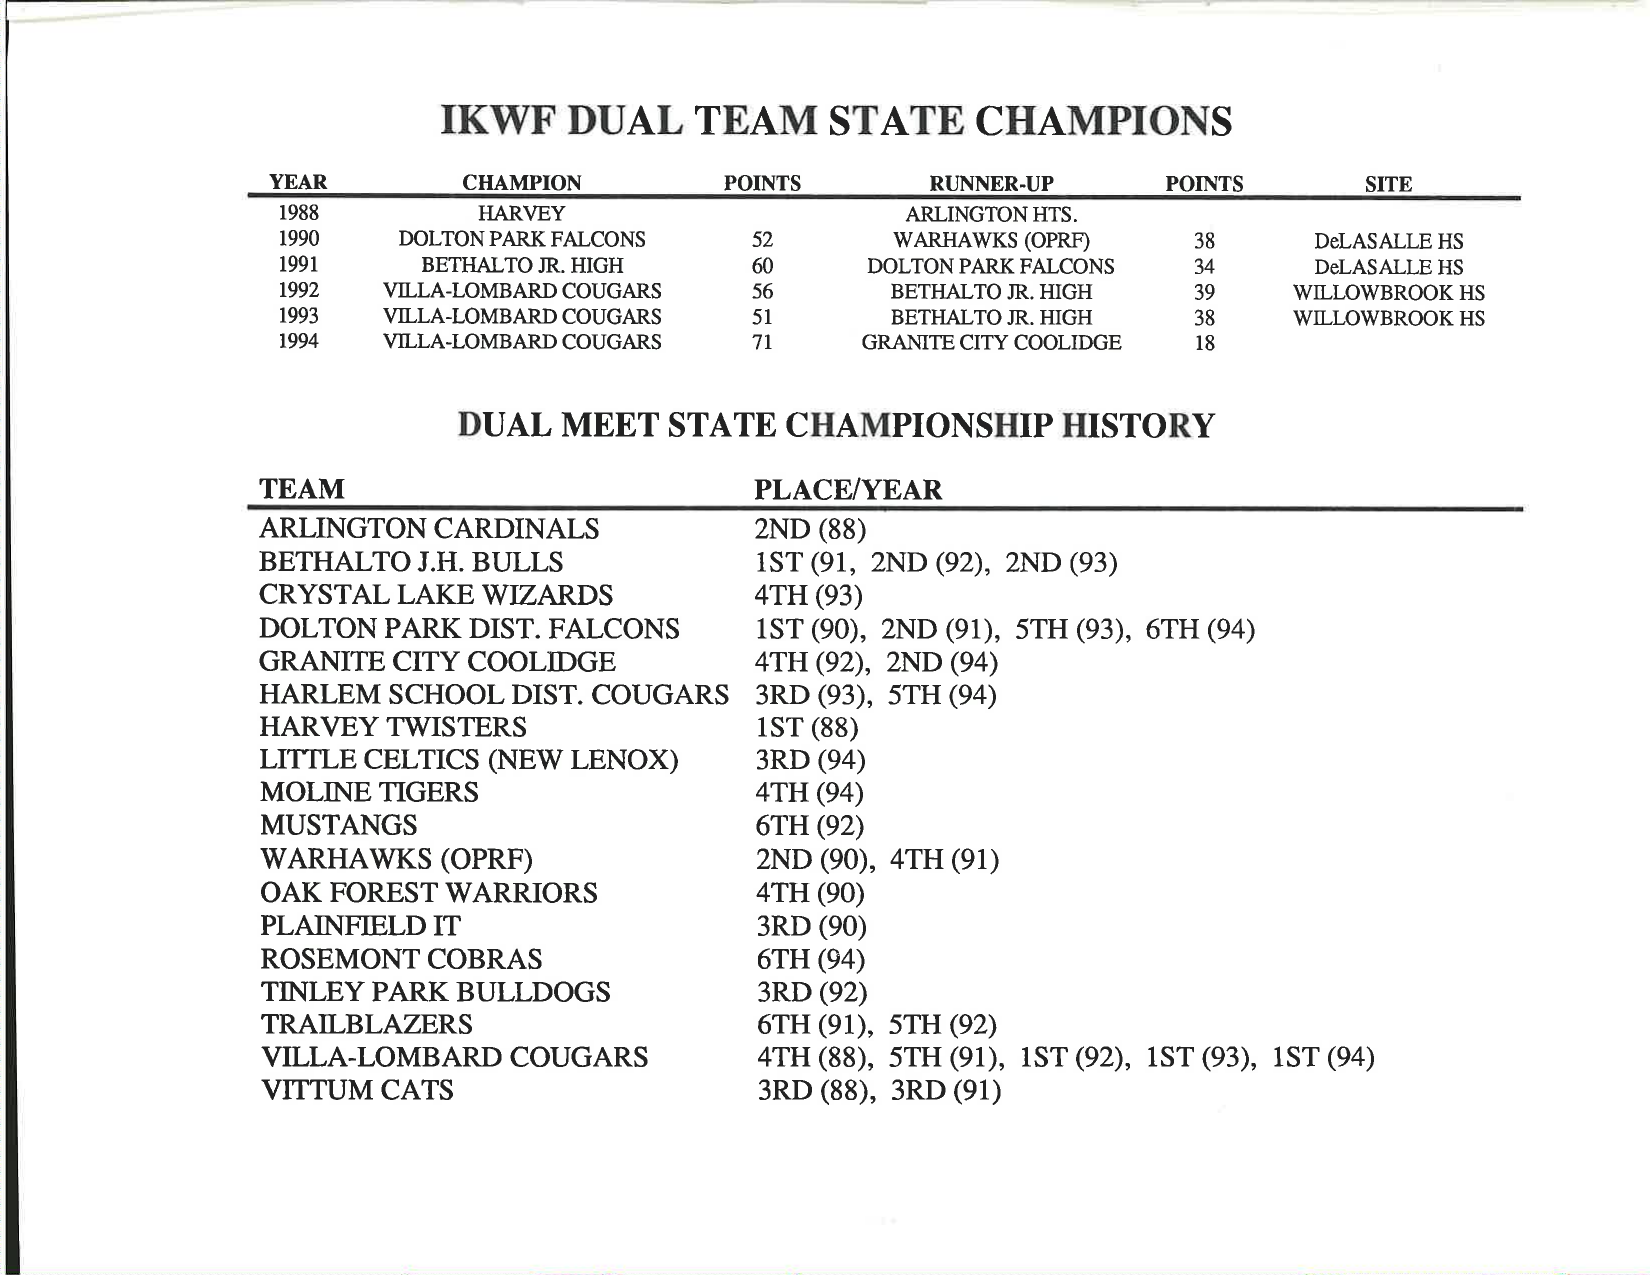 IKWF DUAL TEAM STATE CHAMPIONS
YEAR CHAMPION POINTS RUNNER-UP POINTS SITE
1988 HARVEY ARLINGTON HTS.
1990 DOLTON PARK FALCONS 52 WARHAWKS (OPRF) 38 DeLASALLE HS
1991 BETHALTO JR. HIGH 60 DOLTON PARK FALCONS 34 DeLASALLE HS
1992 VILLA-LOMBARD COUGARS 56 BETHALTO JR. HIGH 39 WILLOWBROOK HS
1993 VILLA-LOMBARD COUGARS 51 BETHALTO JR. HIGH 38 WILLOWBROOK HS
1994 VILLA-LOMBARD COUGARS 71 GRANITE CITY COOLIDGE 18
DUAL MEET STATE CHAMPIONSHIP HISTORY
TEAM PLACE/YEAR
ARLINGTON CARDINALS 2ND (88)
BETHALTO J.H. BULLS 1ST (91, 2ND (92), 2ND (93)
CRYSTAL LAKE WIZARDS 4TH (93)
DOLTON PARK DIST. FALCONS 1ST (90), 2ND (91), 5TH (93), 6TH (94)
GRANITE CITY COOLIDGE 4TH (92), 2ND (94)
HARLEM SCHOOL DIST. COUGARS 3RD (93), 5TH (94)
HARVEY TWISTERS 1ST (88)
LITTLE CELTICS (NEW LENOX) 3RD (94)
MOLINE TIGERS 4TH (94)
MUSTANGS 6TH (92)
WARHAWKS (OPRF) 2ND (90), 4TH (91)
OAK FOREST WARRIORS 4TH (90)
PLAINFIELD IT 3RD (90)
ROSEMONT COBRAS 6TH (94)
TINLEY PARK BULLDOGS 3RD (92)
TRAILBLAZERS 6TH (91), 5TH (92)
VILLA-LOMBARD COUGARS 4TH (88), 5TH (91), 1ST (92), 1ST (93), 1ST (94)
VITTUM CATS 3RD (88), 3RD (91)